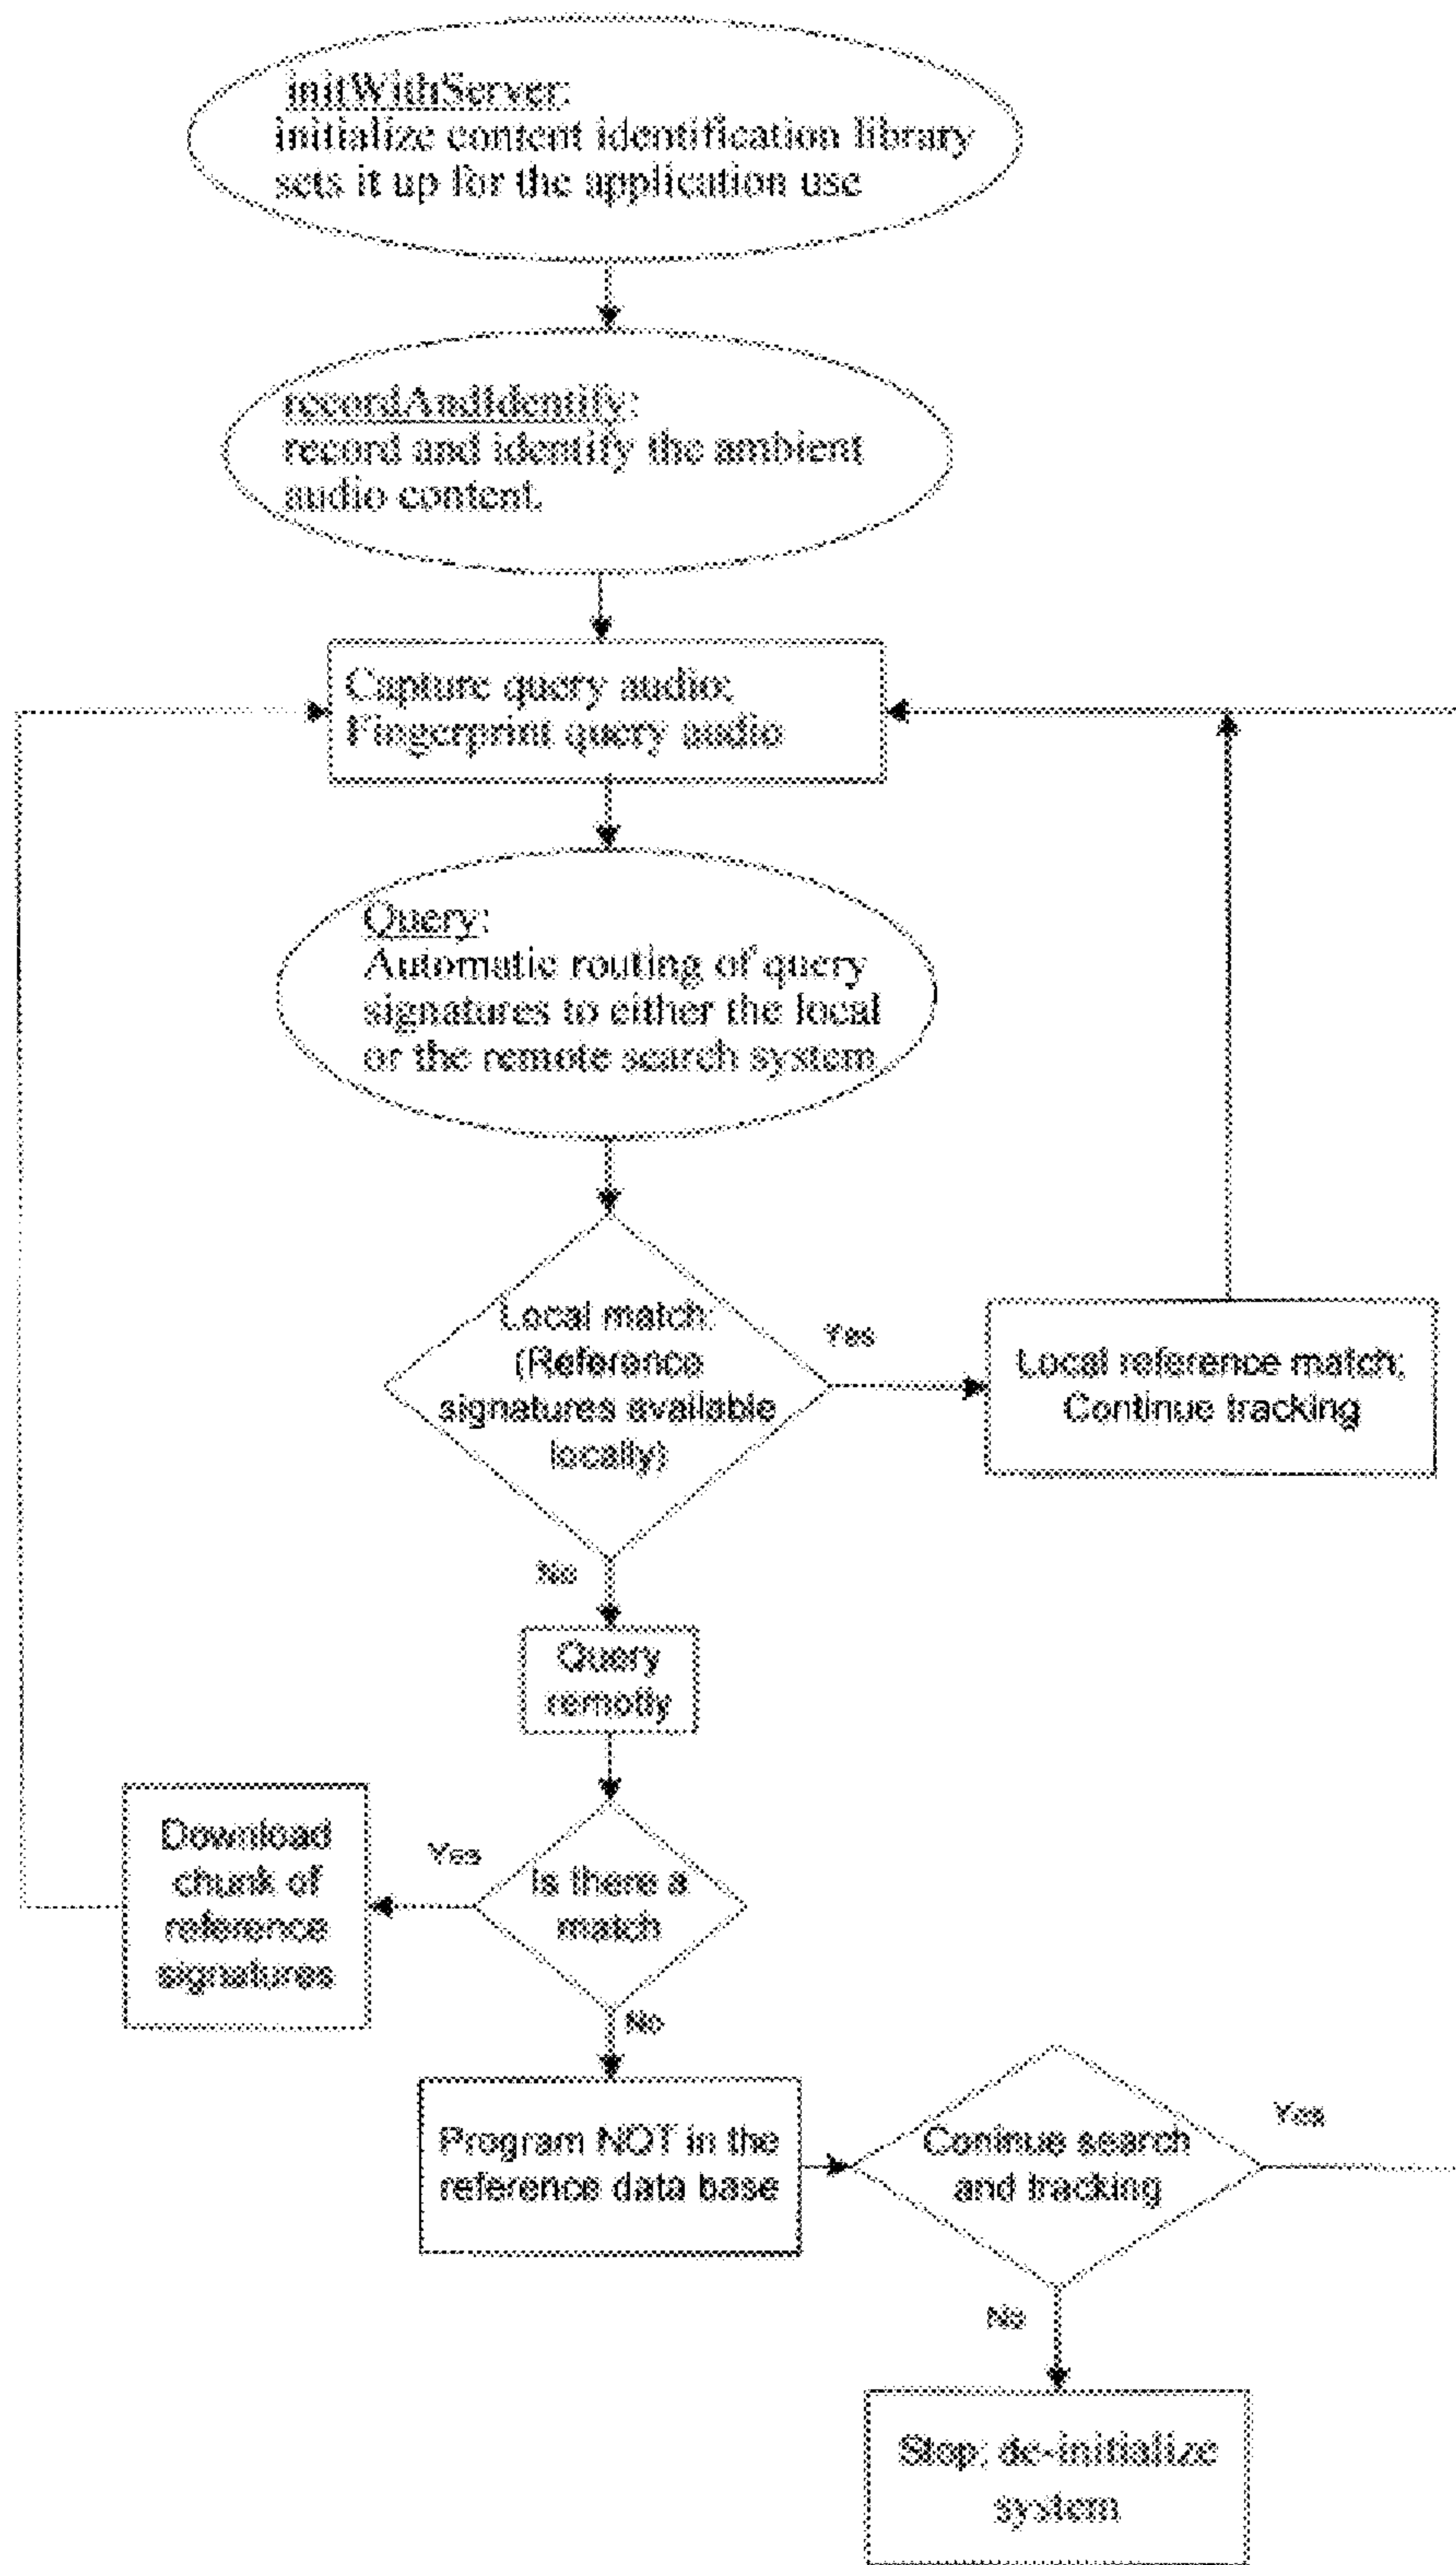 initWithServer:
initialize content identification library
sets it up for the application use
recordAndIdentify:
record and identify the ambient
audio content.
Capture query audio;
Fingerprint query audio
Query:
Automatic routing of query
signatures to either the local
or the remote search system
Local match:
(Reference
signatures available
locally)
Yes
Local reference match;
Continue tracking
No
Query
remotly
Is there a
match
Yes
Download
chunk of
reference
signatures
No
Program NOT in the
reference data base
Coninue search
and tracking
Yes
No
Stop; de-initialize
system